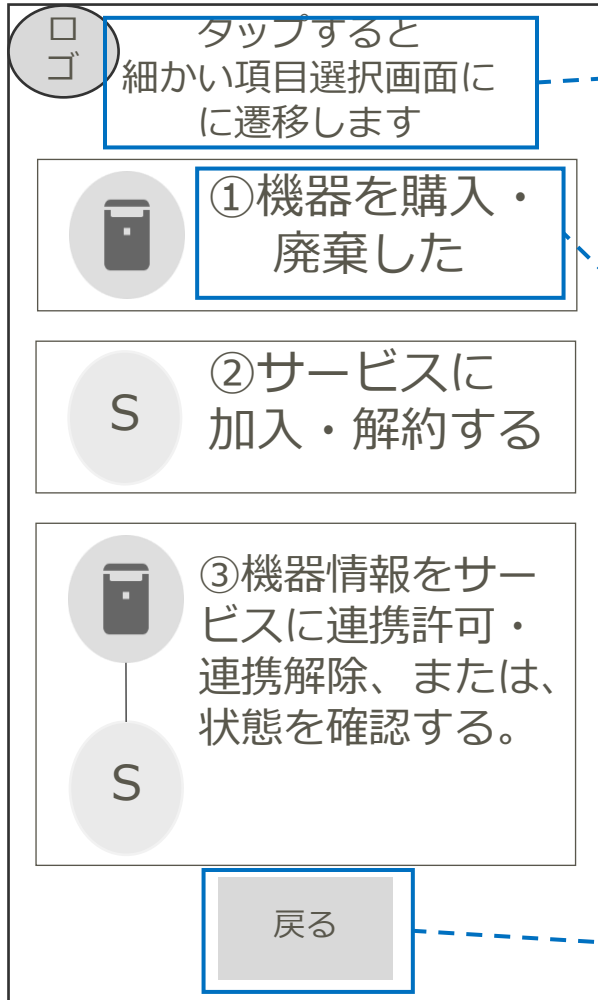 ロ
ゴ
タップすると
細かい項目選択画面に
に遷移します
①機器を購入・
廃棄した
S
②サービスに
加入・解約する
③機器情報をサー
ビスに連携許可・
連携解除、または、
状態を確認する。
S
戻る